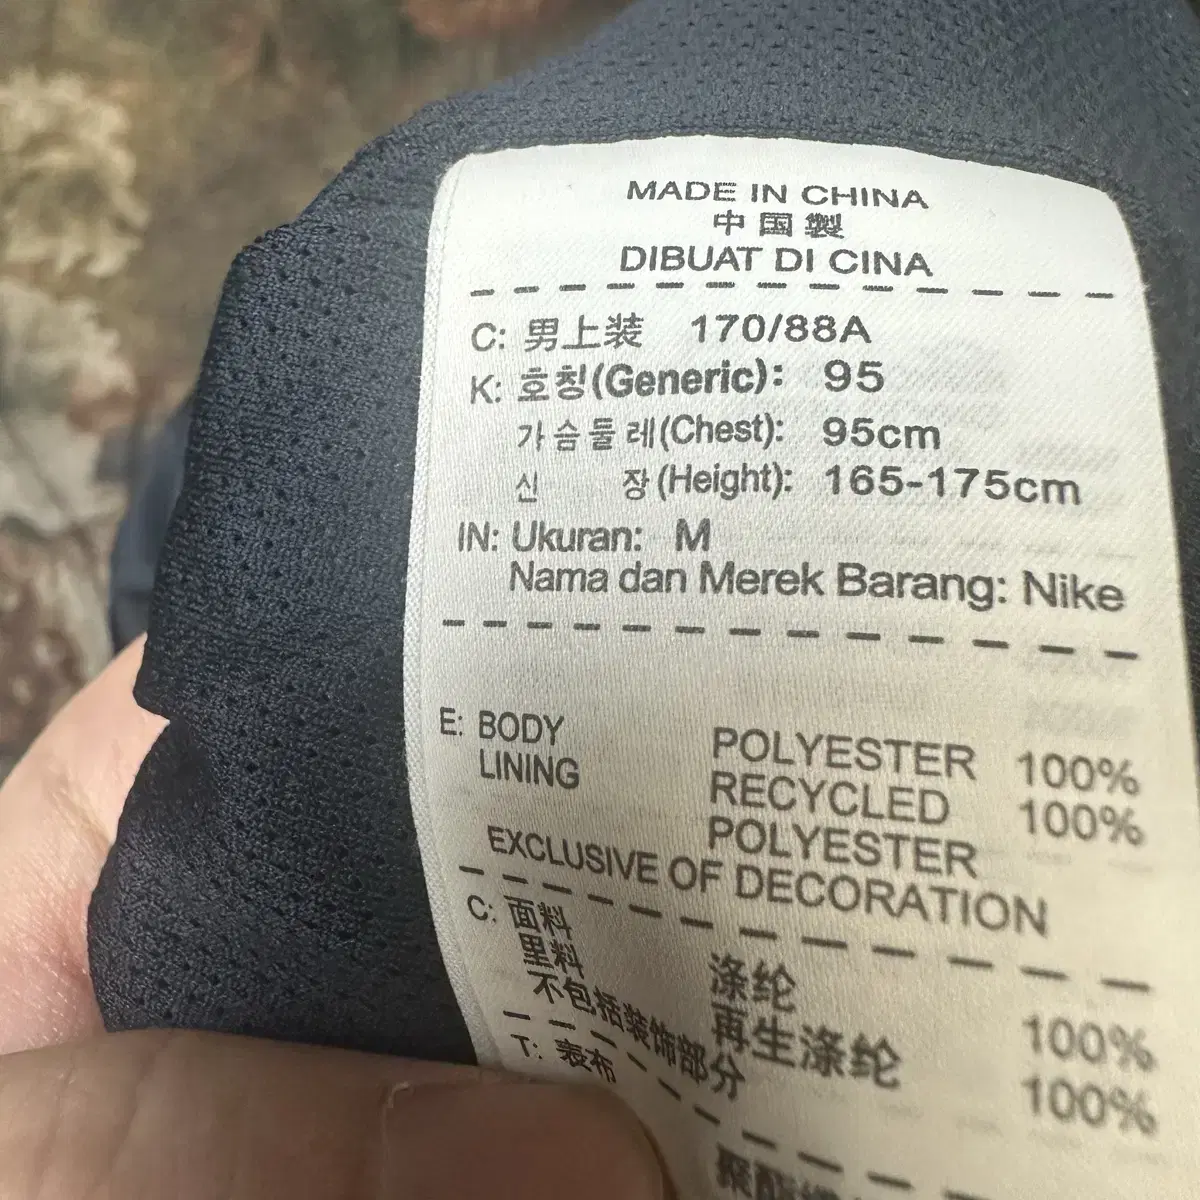 MADE IN CHINA
中国製
DIBUAT DI CINA
C: 男上装 170/88A
K: 호칭(Generic): 95
가슴둘레(Chest): 95cm
신 장(Height): 165-175cm
IN: Ukuran: M
Nama dan Merek Barang: Nike
E: BODY POLYESTER 100%
LINING RECYCLED 100%
POLYESTER
EXCLUSIVE OF DECORATION
C: 面料 涤纶 100%
里料 再生涤纶 100%
不包括装饰部分
T: 表布
聚酯